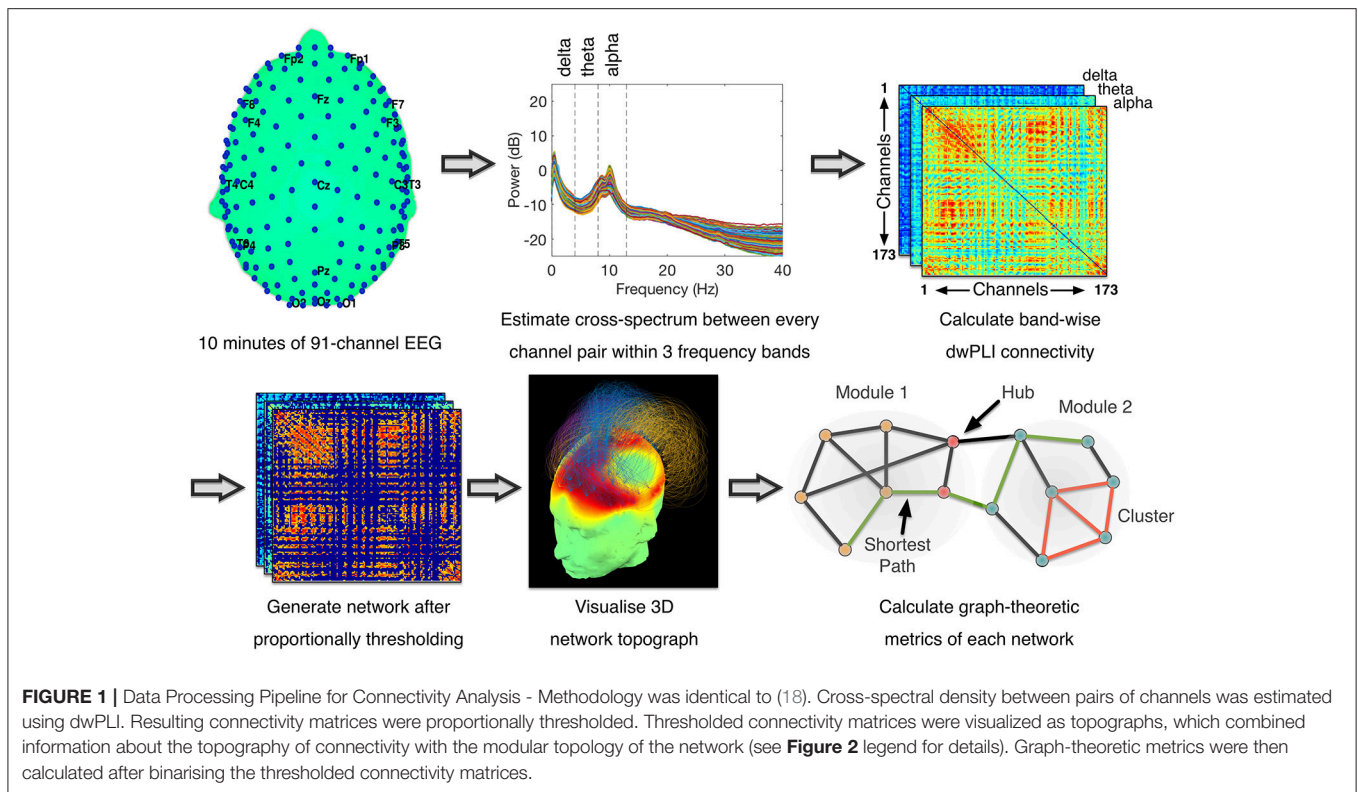 Fp2
Fp1
F8
Fz
F7
F4
F3
T4
C4
Cz
C3
T3
P4
Pz
O2
Oz
O1
10 minutes of 91-channel EEG
delta
theta
alpha
Power (dB)
20
10
0
-10
-20
0
10
20
30
40
Frequency (Hz)
Estimate cross-spectrum between every
channel pair within 3 frequency bands
delta
theta
alpha
1
Channels
173
1
Channels
173
Calculate band-wise
dwPLI connectivity
Generate network after
proportionally thresholding
Visualise 3D
network topograph
Module 1
Hub
Module 2
Cluster
Shortest
Path
Calculate graph-theoretic
metrics of each network
FIGURE 1 | Data Processing Pipeline for Connectivity Analysis - Methodology was identical to (18). Cross-spectral density between pairs of channels was estimated
using dwPLI. Resulting connectivity matrices were proportionally thresholded. Thresholded connectivity matrices were visualized as topographs, which combined
information about the topography of connectivity with the modular topology of the network (see Figure 2 legend for details). Graph-theoretic metrics were then
calculated after binarising the thresholded connectivity matrices.